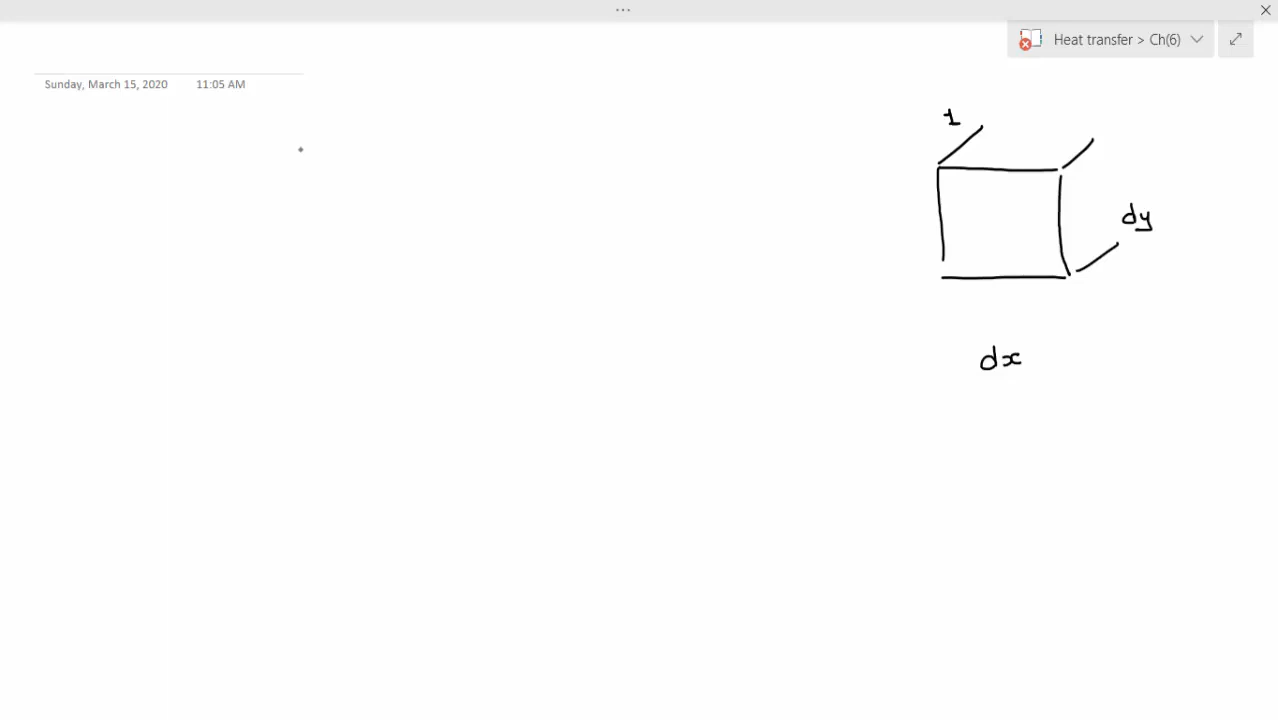 Heat transfer > Ch(6)
Sunday, March 15, 2020 11:05 AM
1
dy
dx